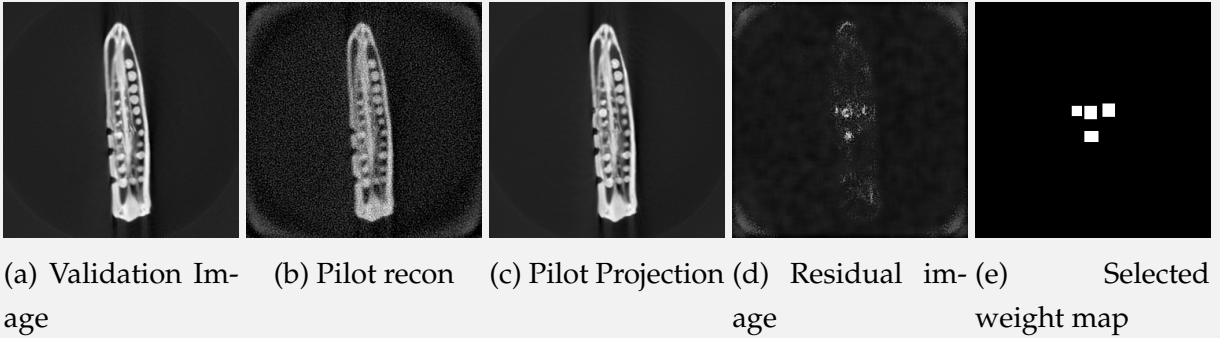 (a) Validation Im-
age
(b) Pilot recon
(c) Pilot Projection
(d) Residual im-
age
(e) Selected
weight map